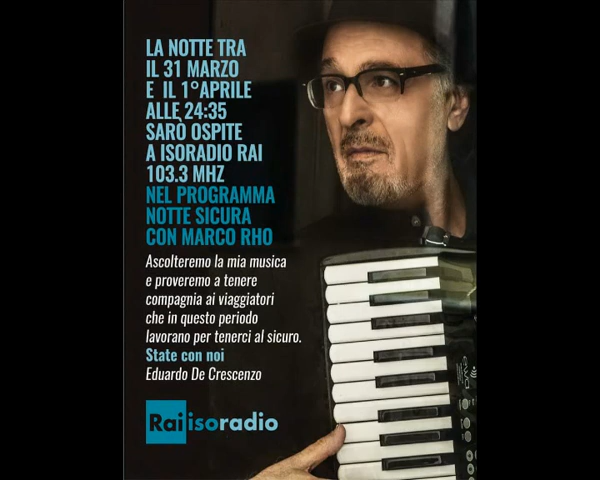 LA NOTTE TRA
IL 31 MARZO
E IL 1°APRILE
ALLE 24:35
SARÒ OSPITE
A ISORADIO RAI
103.3 MHZ
NEL PROGRAMMA
NOTTE SICURA
CON MARCO RHO
Ascolteremo la mia musica
e proveremo a tenere
compagnia ai viaggiatori
che in questo periodo
lavorano per tenerci al sicuro.
State con noi
Eduardo De Crescenzo
Rai isoradio